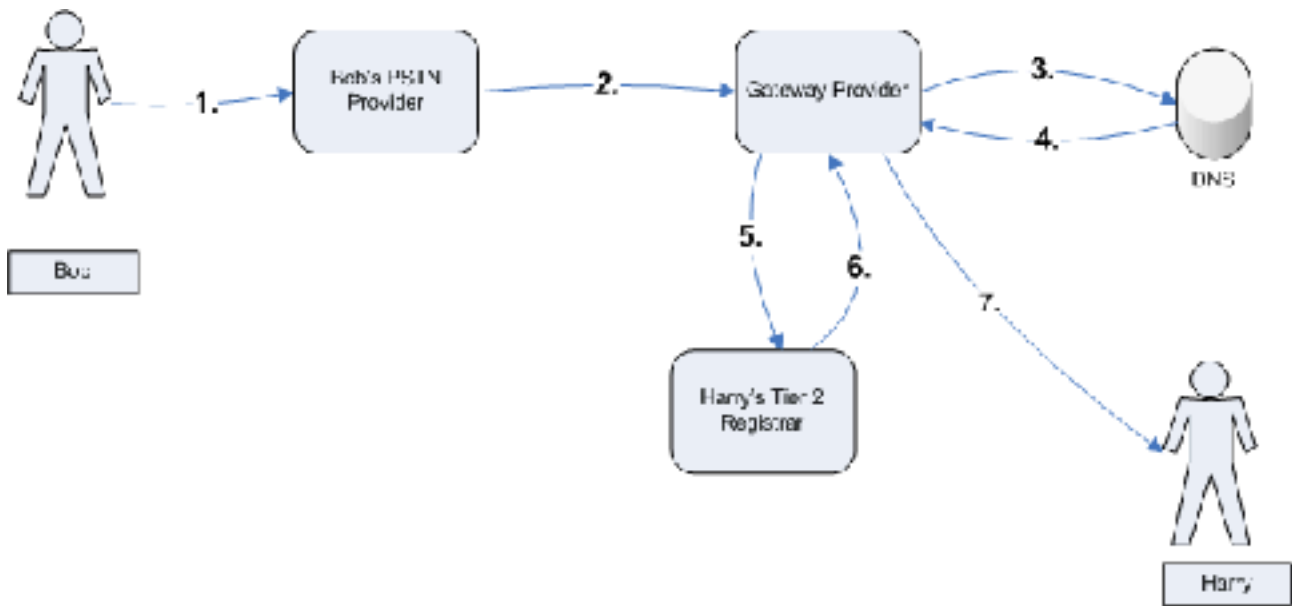 Bob's PSTN
Provider
1.
2.
Gateway Provider
3.
4.
DNS
Bob
5.
6.
7.
Harry's Tier 2
Registrar
Harry